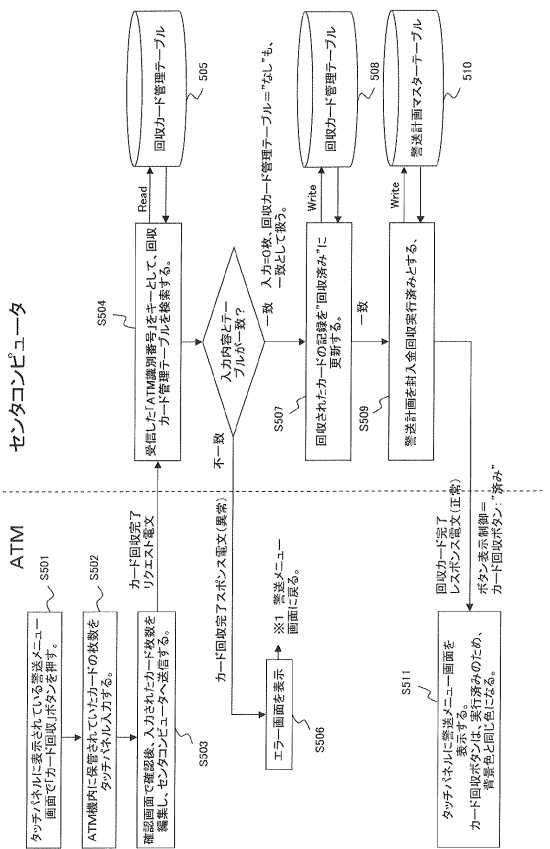 ATM
センタコンピュータ
S501
タッチパネルに表示されている警送メニュー
画面で「カード回収」ボタンを押す。
S502
ATM機内に保管されていたカードの枚数を
タッチパネル入力する。
確認画面で確認後、入力されたカード枚数を
編集し、センタコンピュータへ送信する。
S503
カード回収完了
リクエスト電文
S504
受信した「ATM識別番号」をキーとして、回収
カード管理テーブルを検索する。
Read
回収カード管理テーブル
505
入力内容とテー
ブルが一致?
入力=0枚、回収カード管理テーブル="なし"も、
一致として扱う。
不一致
カード回収完了スポンス電文(異常)
エラー画面を表示
S506
※1 警送メニュー
画面に戻る。
一致
S507
回収されたカードの記録を"回収済み"に
更新する。
Write
回収カード管理テーブル
508
一致
S509
警送計画を封入金回収実行済みとする、
Write
警送計画マスターテーブル
510
回収カード完了
レスポンス電文(正常)
ボタン表示制御=
カード回収ボタン:"済み"
S511
タッチパネルに警送メニュー画面を
表示する。
カード回収ボタンは、実行済みのため、
背景色と同じ色になる。